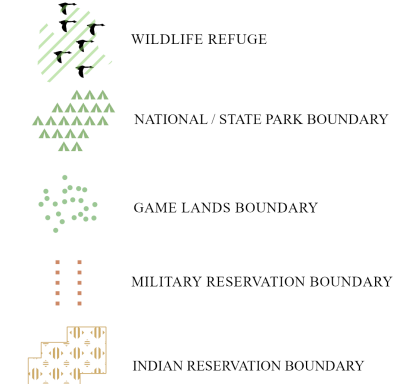 WILDLIFE REFUGE
NATIONAL / STATE PARK BOUNDARY
GAME LANDS BOUNDARY
MILITARY RESERVATION BOUNDARY
INDIAN RESERVATION BOUNDARY